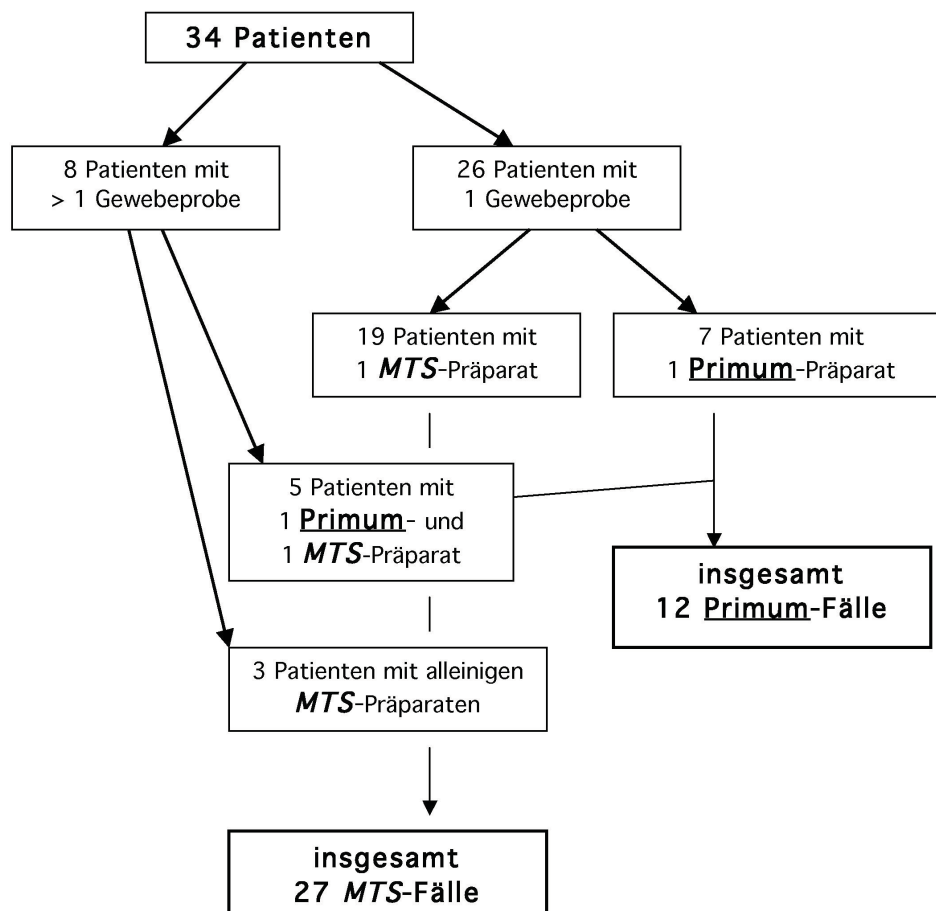 34 Patienten
8 Patienten mit
> 1 Gewebeprobe
26 Patienten mit
1 Gewebeprobe
19 Patienten mit
1 MTS-Präparat
7 Patienten mit
1 Primum-Präparat
5 Patienten mit
1 Primum- und
1 MTS-Präparat
insgesamt
12 Primum-Fälle
3 Patienten mit alleinigen
MTS-Präparaten
insgesamt
27 MTS-Fälle